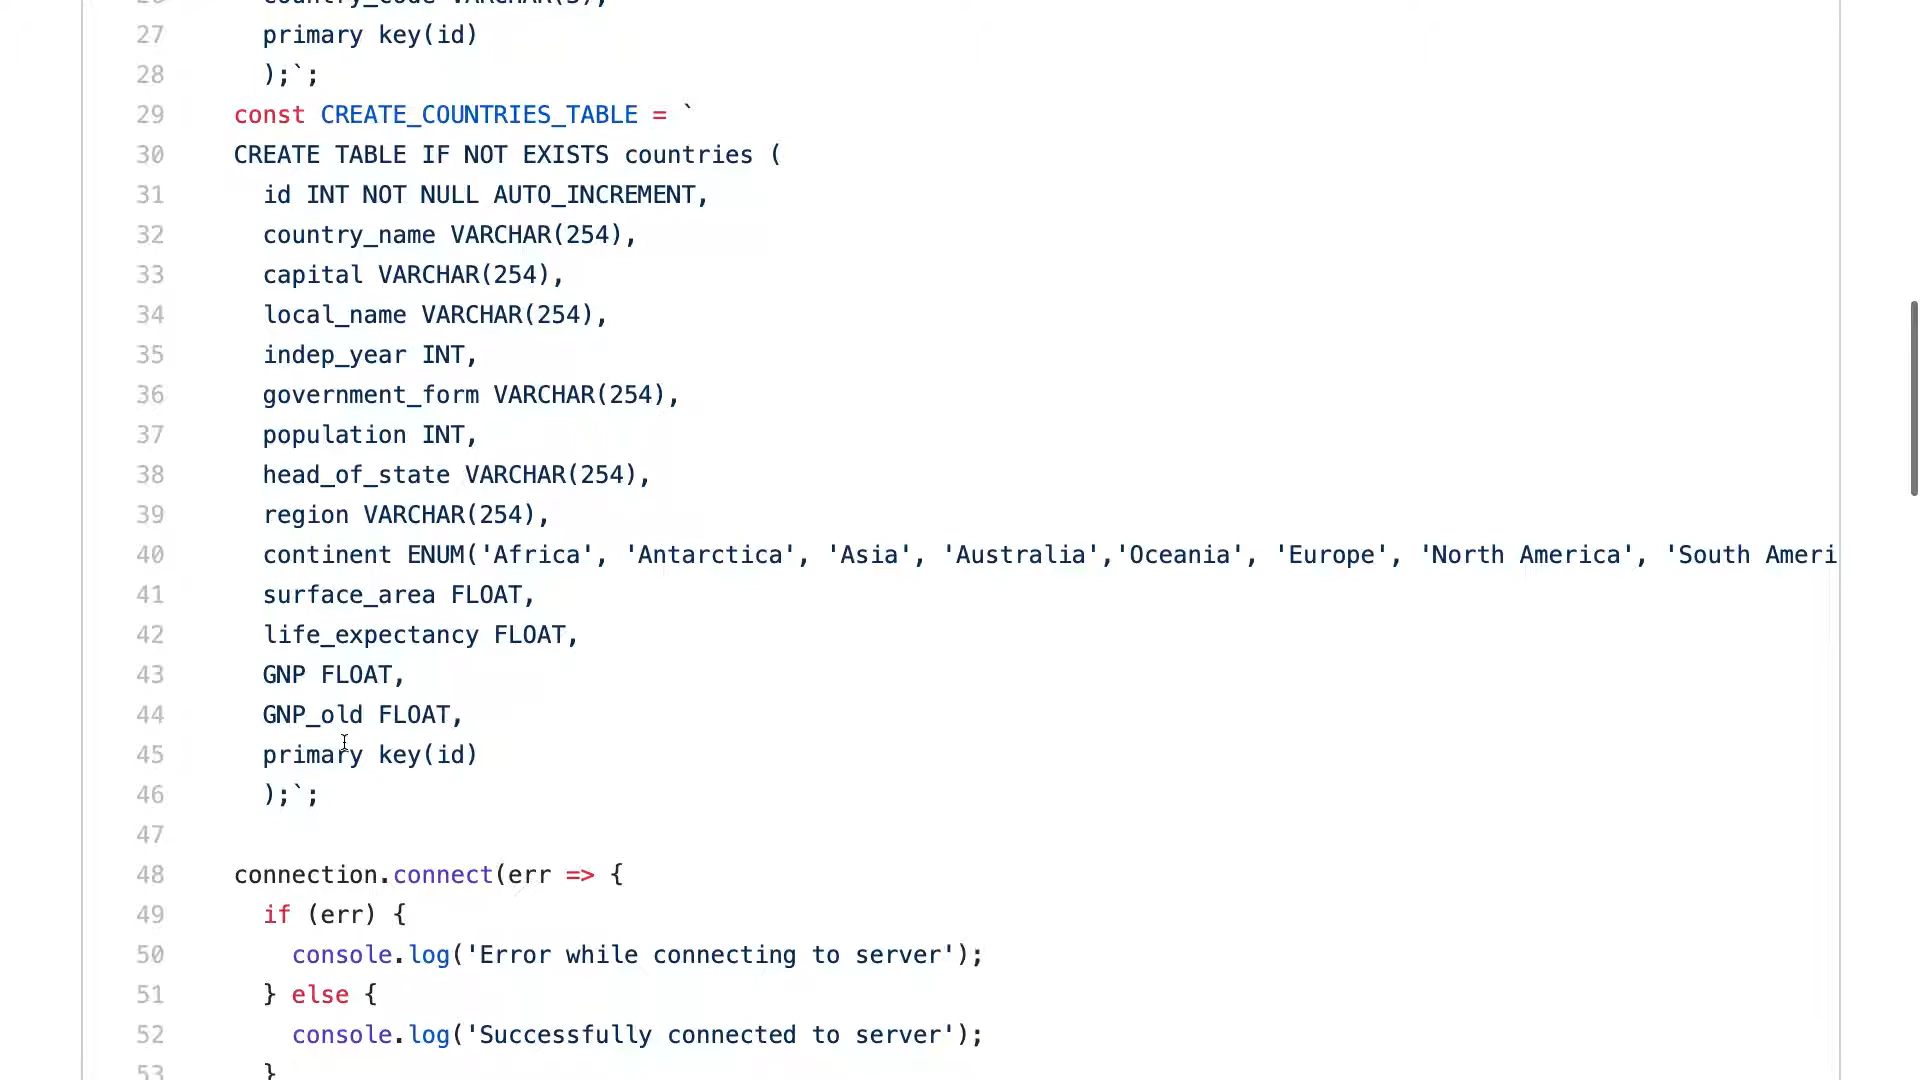 27 primary key(id)
28 );`;
29 const CREATE_COUNTRIES_TABLE = `
30 CREATE TABLE IF NOT EXISTS countries (
31 id INT NOT NULL AUTO_INCREMENT,
32 country_name VARCHAR(254),
33 capital VARCHAR(254),
34 local_name VARCHAR(254),
35 indep_year INT,
36 government_form VARCHAR(254),
37 population INT,
38 head_of_state VARCHAR(254),
39 region VARCHAR(254),
40 continent ENUM('Africa', 'Antarctica', 'Asia', 'Australia','Oceania', 'Europe', 'North America', 'South Ameri
41 surface_area FLOAT,
42 life_expectancy FLOAT,
43 GNP FLOAT,
44 GNP_old FLOAT,
45 primary key(id)
46 );`;
47
48 connection.connect(err => {
49 if (err) {
50 console.log('Error while connecting to server');
51 } else {
52 console.log('Successfully connected to server');
53 }